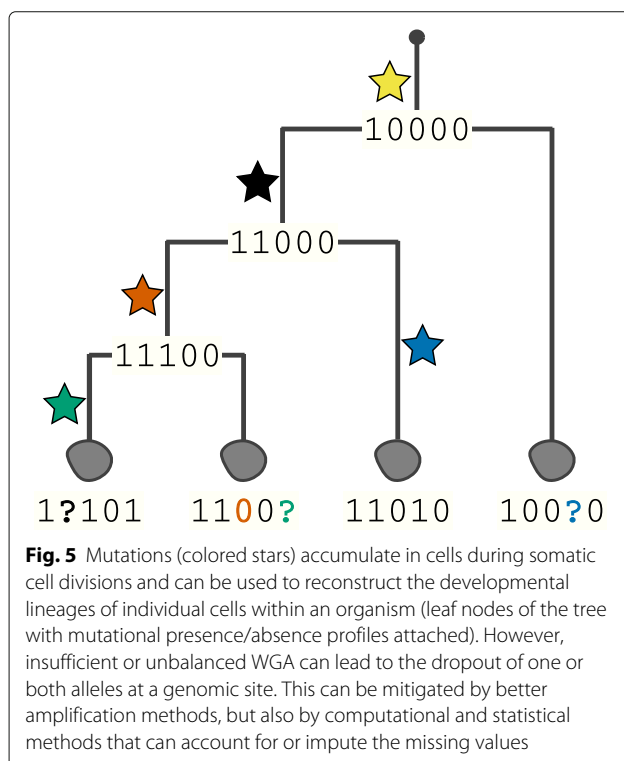 10000
11000
11100
1?101 1100? 11010 100?0
Fig. 5 Mutations (colored stars) accumulate in cells during somatic
cell divisions and can be used to reconstruct the developmental
lineages of individual cells within an organism (leaf nodes of the tree
with mutational presence/absence profiles attached). However,
insufficient or unbalanced WGA can lead to the dropout of one or
both alleles at a genomic site. This can be mitigated by better
amplification methods, but also by computational and statistical
methods that can account for or impute the missing values